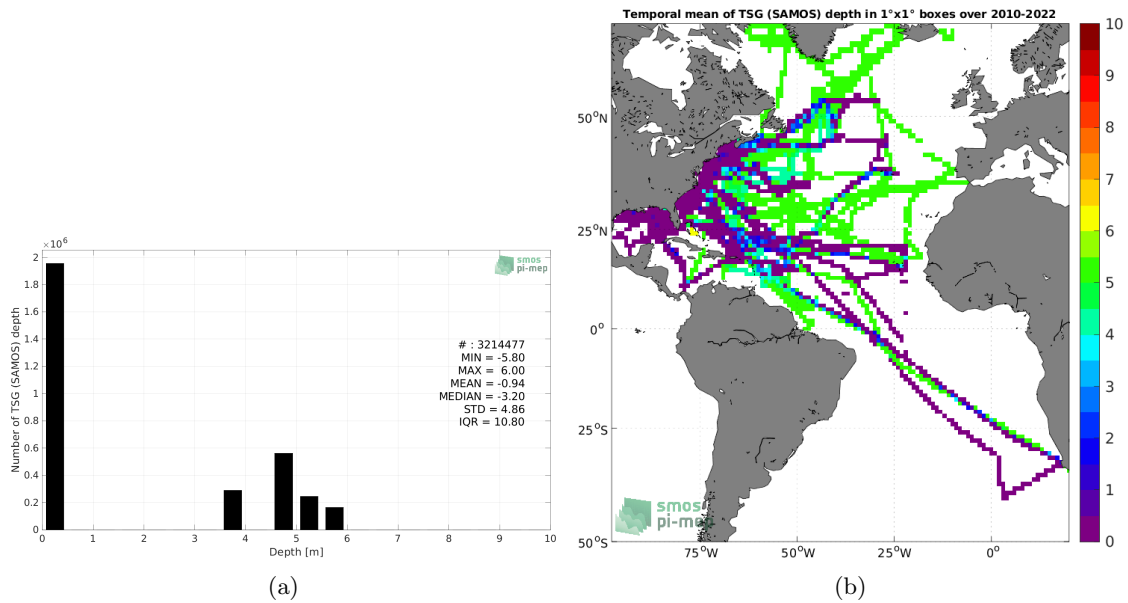 Temporal mean of TSG (SAMOS) depth in 1°x1° boxes over 2010-2022
×10⁶
2
1.8
1.6
1.4
1.2
1
0.8
0.6
0.4
0.2
0
Number of TSG (SAMOS) depth
smos
pi-mep
# : 3214477
MIN = -5.80
MAX = 6.00
MEAN = -0.94
MEDIAN = -3.20
STD = 4.86
IQR = 10.80
0 1 2 3 4 5 6 7 8 9 10
Depth [m]
(a)
50°N
25°N
0°
25°S
50°S
75°W 50°W 25°W 0°
smos
pi-mep
10
9
8
7
6
5
4
3
2
1
0
(b)